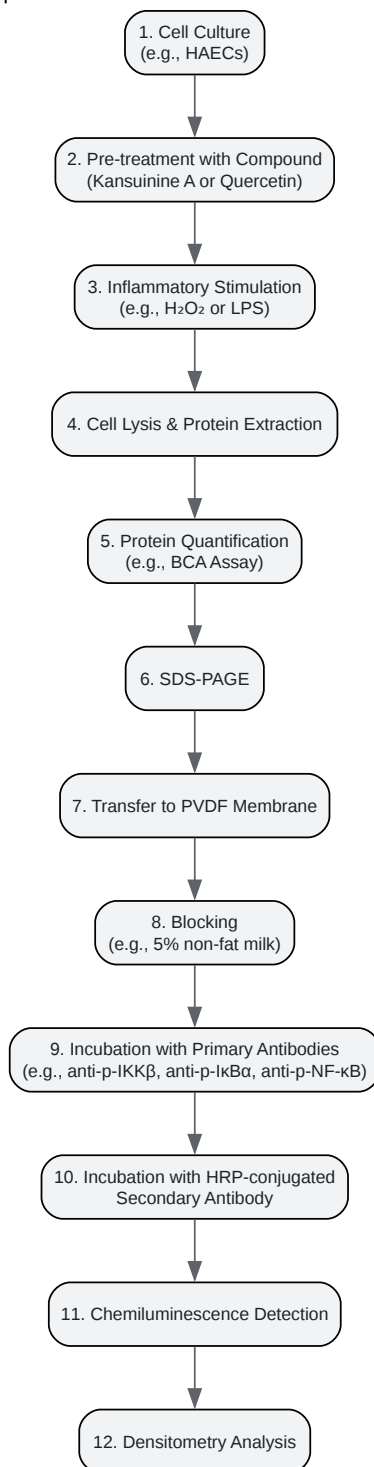 1. Cell Culture
(e.g., HAECs)
2. Pre-treatment with Compound
(Kansuinine A or Quercetin)
3. Inflammatory Stimulation
(e.g., H₂O₂ or LPS)
4. Cell Lysis & Protein Extraction
5. Protein Quantification
(e.g., BCA Assay)
6. SDS-PAGE
7. Transfer to PVDF Membrane
8. Blocking
(e.g., 5% non-fat milk)
9. Incubation with Primary Antibodies
(e.g., anti-p-IKKβ, anti-p-IκBα, anti-p-NF-κB)
10. Incubation with HRP-conjugated
Secondary Antibody
11. Chemiluminescence Detection
12. Densitometry Analysis